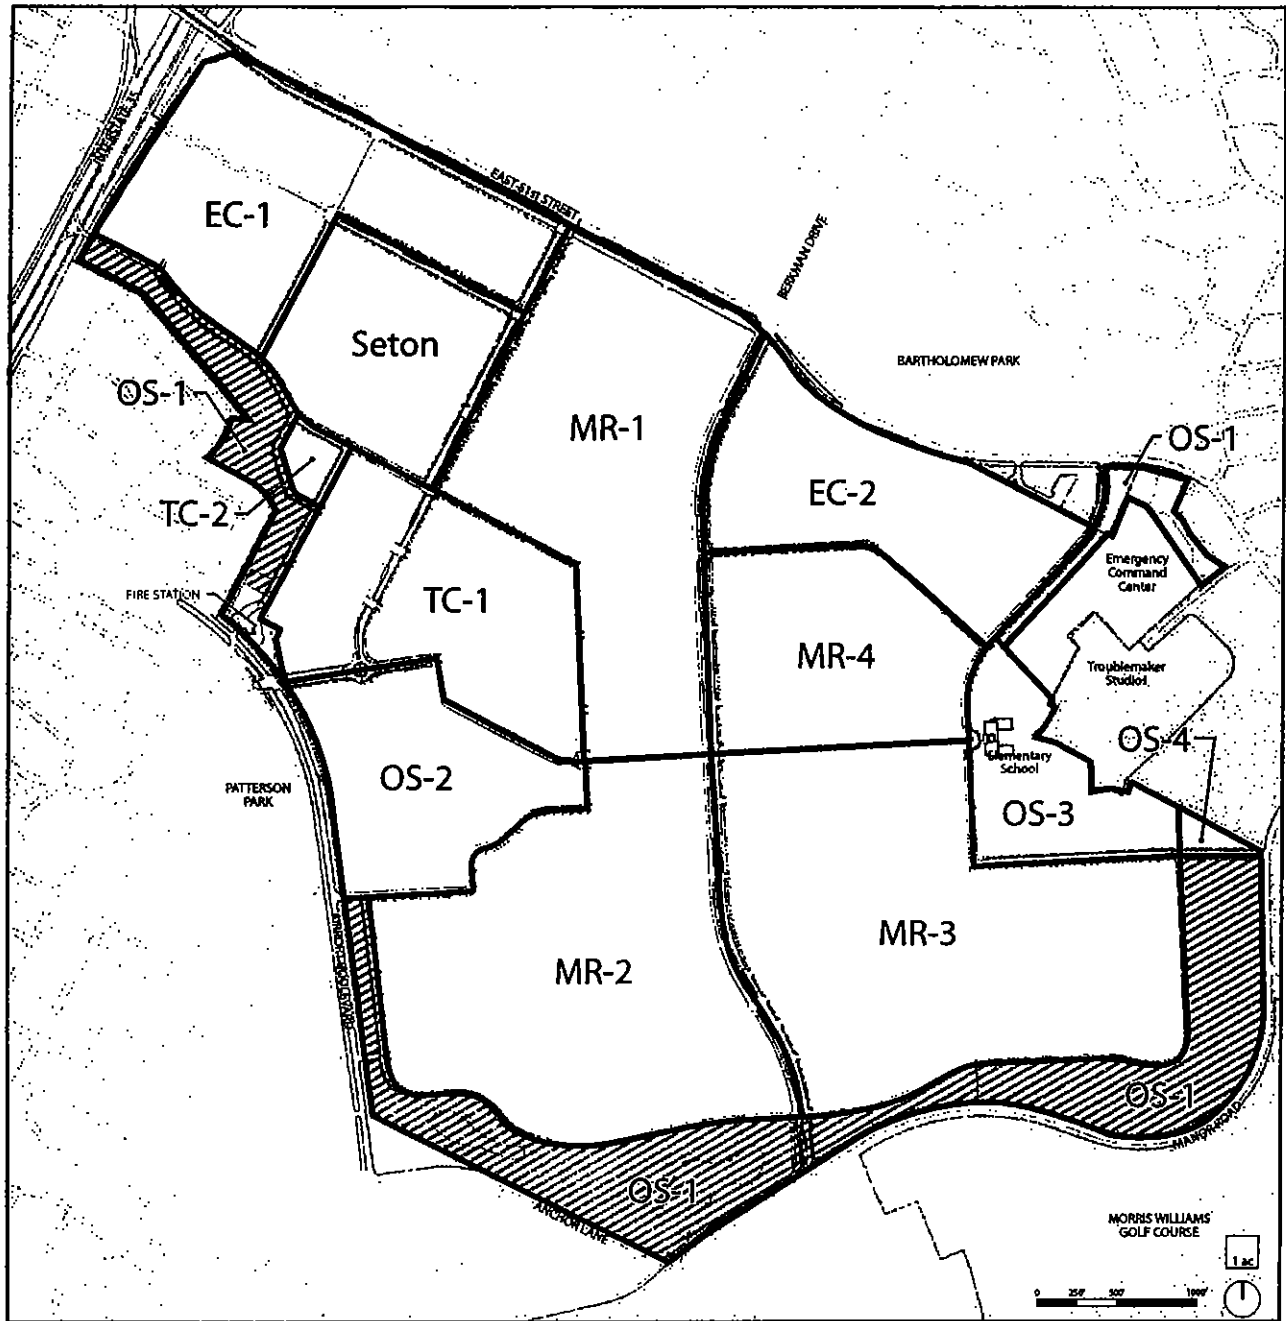 INTERSTATE 35
EAST 51st STREET
EC-1
BERKMAN DRIVE
Seton
BARTHOLOMEW PARK
OS-1
MR-1
OS-1
EC-2
TC-2
Emergency
Command
Center
FIRE STATION
TC-1
MR-4
Troublemaker
Studios
OS-4
Elementary
School
OS-2
PATTERSON
PARK
OS-3
MR-3
MR-2
OS-1
MANOR ROAD
OS-1
ANCHOR LANE
MORRIS WILLIAMS
GOLF COURSE
1 ac
0 250' 500' 1000'